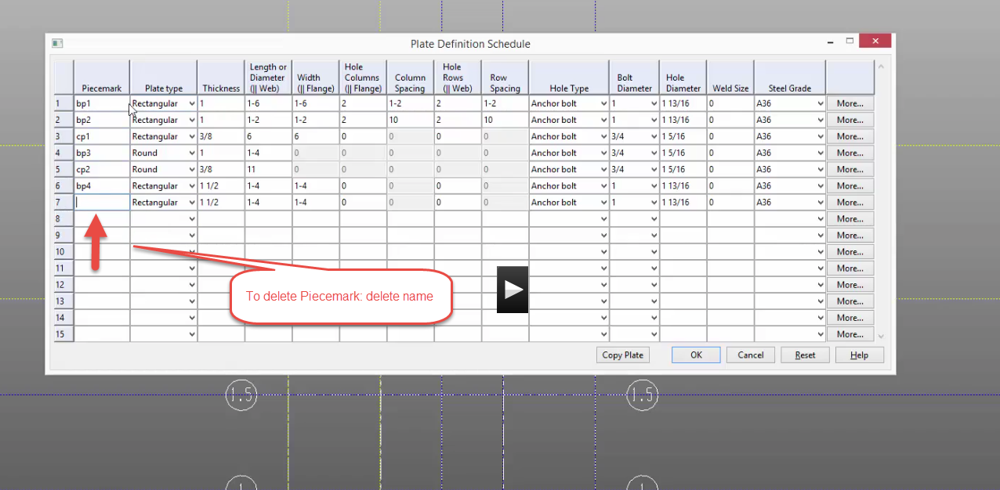 Plate Definition Schedule
Piecemark Plate type Thickness Length or Diameter (|| Web) Width (|| Flange) Hole Columns (|| Flange) Column Spacing Hole Rows (|| Web) Row Spacing Hole Type Bolt Diameter Hole Diameter Weld Size Steel Grade
1 bp1 Rectangular 1 1-6 1-6 2 1-2 2 1-2 Anchor bolt 1 1 13/16 0 A36 More...
2 bp2 Rectangular 1 1-2 1-2 2 10 2 10 Anchor bolt 1 1 13/16 0 A36 More...
3 cp1 Rectangular 3/8 6 6 0 0 0 0 Anchor bolt 3/4 1 5/16 0 A36 More...
4 bp3 Round 1 1-4 0 0 0 0 0 Anchor bolt 3/4 1 5/16 0 A36 More...
5 cp2 Round 3/8 11 0 0 0 0 0 Anchor bolt 3/4 1 5/16 0 A36 More...
6 bp4 Rectangular 1 1/2 1-4 1-4 0 0 0 0 Anchor bolt 1 1 13/16 0 A36 More...
7 Rectangular 1 1/2 1-4 1-4 0 0 0 0 Anchor bolt 1 1 13/16 0 A36 More...
8 More...
9 More...
10 More...
11 More...
12 More...
13 More...
14 More...
15 More...
To delete Piecemark: delete name
Copy Plate OK Cancel Reset Help
1.5 1.5
1 1